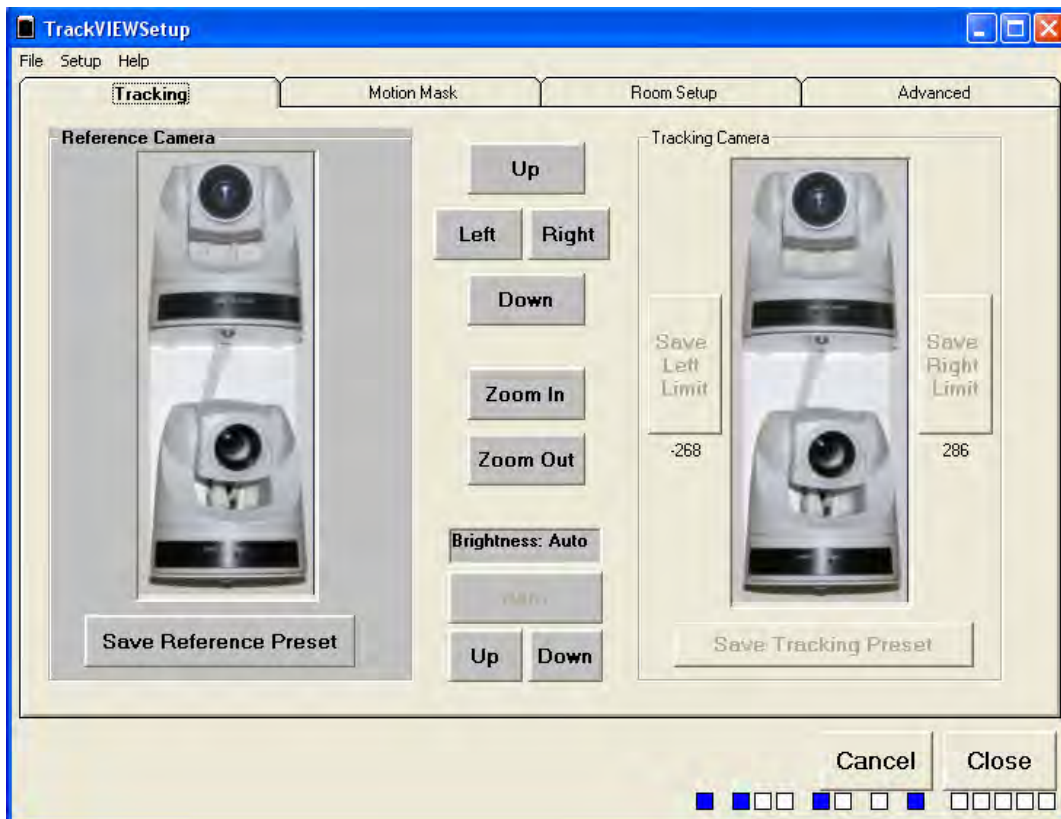 TrackVIEWSetup
File Setup Help
Tracking Motion Mask Room Setup Advanced
Reference Camera
Save Reference Preset
Up
Left Right
Down
Zoom In
Zoom Out
Brightness: Auto
Up Down
Tracking Camera
Save
Left
Limit
-268
Save
Right
Limit
286
Save Tracking Preset
Cancel Close